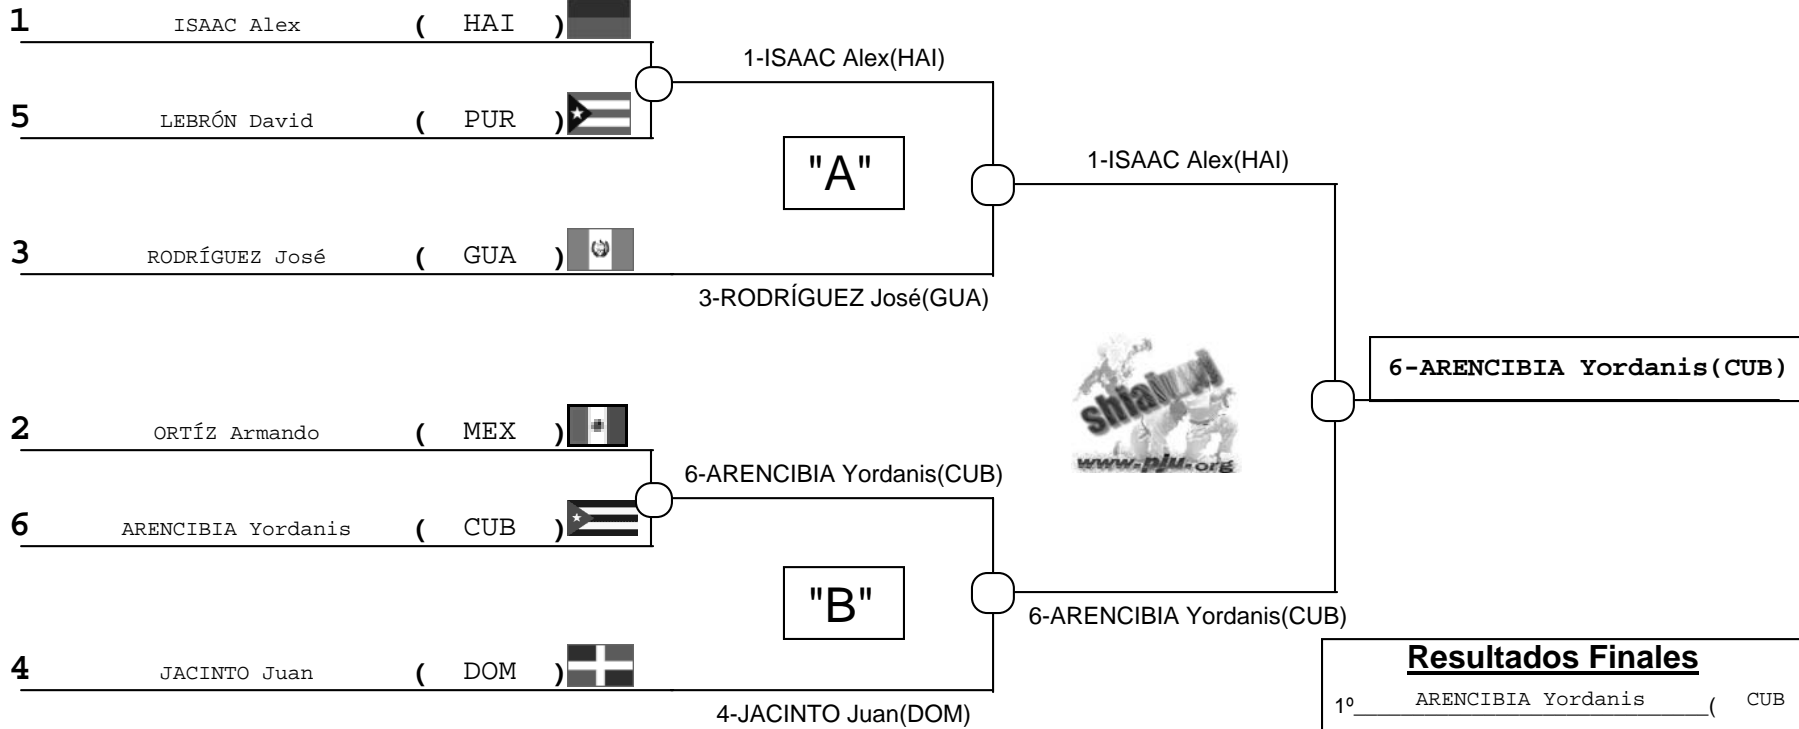 1 ISAAC Alex ( HAI )
1-ISAAC Alex(HAI)
5 LEBRÓN David ( PUR )
"A"
1-ISAAC Alex(HAI)
3 RODRÍGUEZ José ( GUA )
3-RODRÍGUEZ José(GUA)
shiai
www.pju.org
6-ARENCIBIA Yordanis(CUB)
2 ORTÍZ Armando ( MEX )
6-ARENCIBIA Yordanis(CUB)
6 ARENCIBIA Yordanis ( CUB )
"B"
6-ARENCIBIA Yordanis(CUB)
4 JACINTO Juan ( DOM )
4-JACINTO Juan(DOM)
Resultados Finales
1º ARENCIBIA Yordanis ( CUB